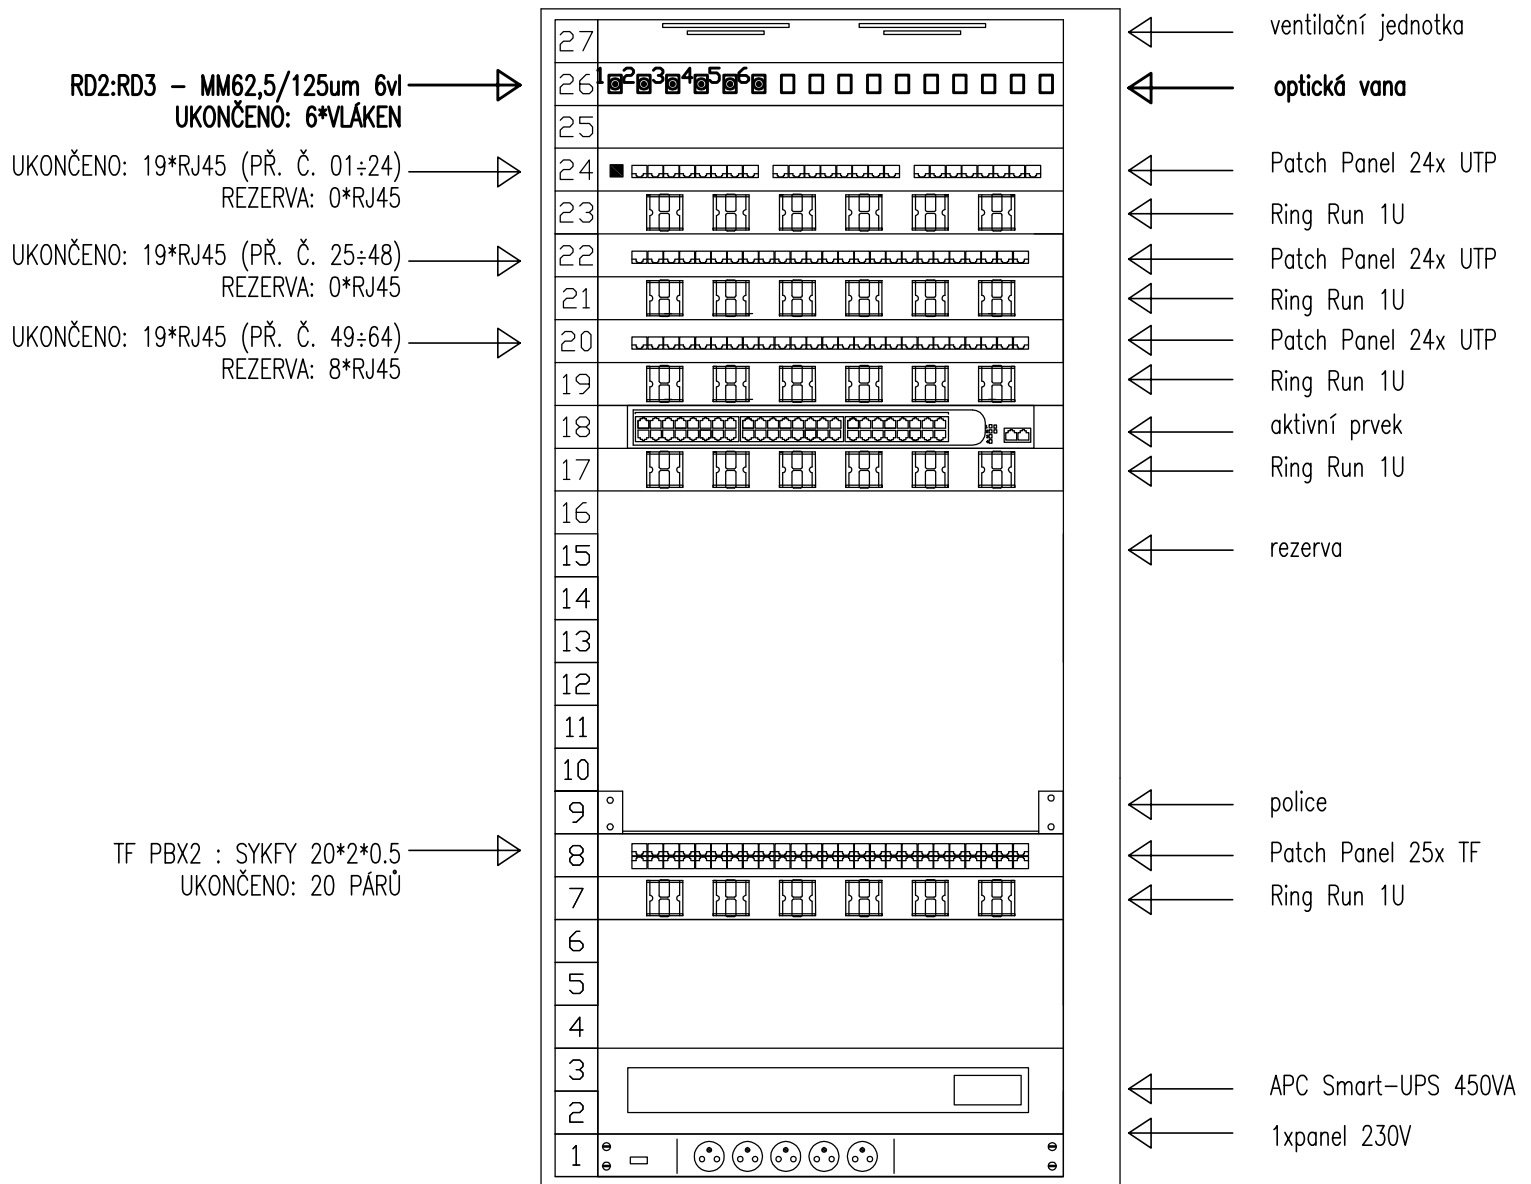 27
ventilační jednotka
RD2:RD3 – MM62,5/125um 6vl
UKONČENO: 6*VLÁKEN
26
1 2 3 4 5 6
optická vana
25
UKONČENO: 19*RJ45 (PŘ. Č. 01÷24)
REZERVA: 0*RJ45
24
Patch Panel 24x UTP
23
Ring Run 1U
UKONČENO: 19*RJ45 (PŘ. Č. 25÷48)
REZERVA: 0*RJ45
22
Patch Panel 24x UTP
21
Ring Run 1U
UKONČENO: 19*RJ45 (PŘ. Č. 49÷64)
REZERVA: 8*RJ45
20
Patch Panel 24x UTP
19
Ring Run 1U
18
aktivní prvek
17
Ring Run 1U
16
15
rezerva
14
13
12
11
10
9
police
TF PBX2 : SYKFY 20*2*0.5
UKONČENO: 20 PÁRŮ
8
Patch Panel 25x TF
7
Ring Run 1U
6
5
4
3
APC Smart–UPS 450VA
2
1
1xpanel 230V